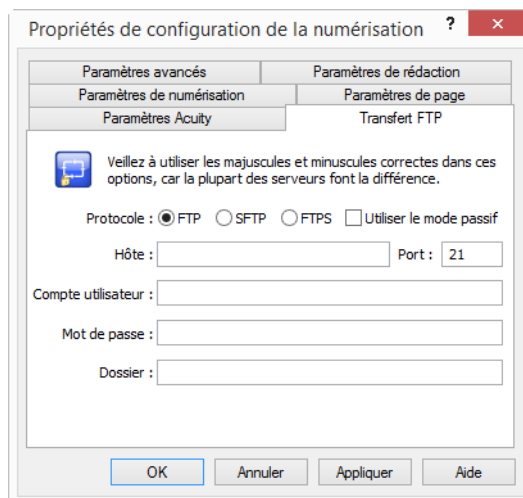 Propriétés de configuration de la numérisation ?
Paramètres avancés Paramètres de rédaction
Paramètres de numérisation Paramètres de page
Paramètres Acuity Transfert FTP
Veillez à utiliser les majuscules et minuscules correctes dans ces
options, car la plupart des serveurs font la différence.
Protocole : FTP SFTP FTPS Utiliser le mode passif
Hôte : Port : 21
Compte utilisateur :
Mot de passe :
Dossier :
OK Annuler Appliquer Aide